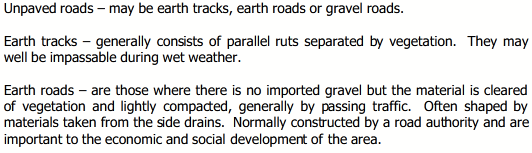 Unpaved roads – may be earth tracks, earth roads or gravel roads.
Earth tracks – generally consists of parallel ruts separated by vegetation. They may
well be impassable during wet weather.
Earth roads – are those where there is no imported gravel but the material is cleared
of vegetation and lightly compacted, generally by passing traffic. Often shaped by
materials taken from the side drains. Normally constructed by a road authority and are
important to the economic and social development of the area.